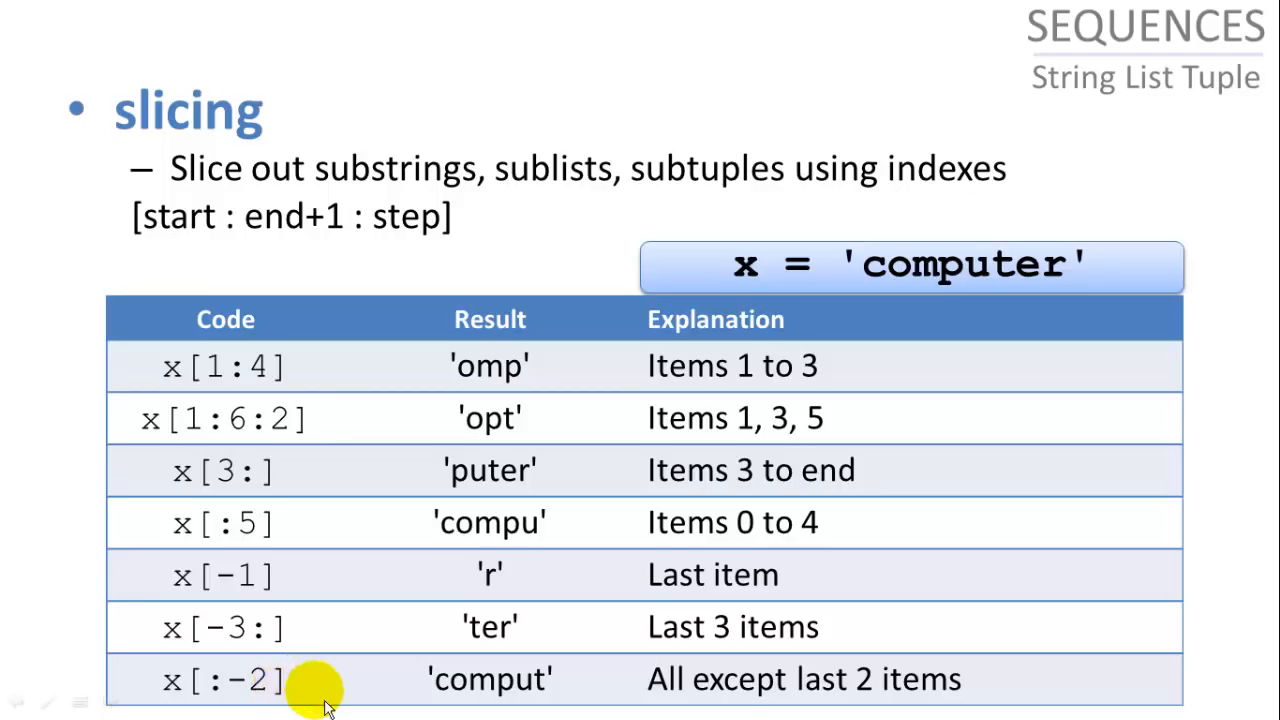 SEQUENCES
String List Tuple
• slicing
– Slice out substrings, sublists, subtuples using indexes
[start : end+1 : step]
x = 'computer'
Code Result Explanation
x[1:4] 'omp' Items 1 to 3
x[1:6:2] 'opt' Items 1, 3, 5
x[3:] 'puter' Items 3 to end
x[:5] 'compu' Items 0 to 4
x[-1] 'r' Last item
x[-3:] 'ter' Last 3 items
x[:-2] 'comput' All except last 2 items